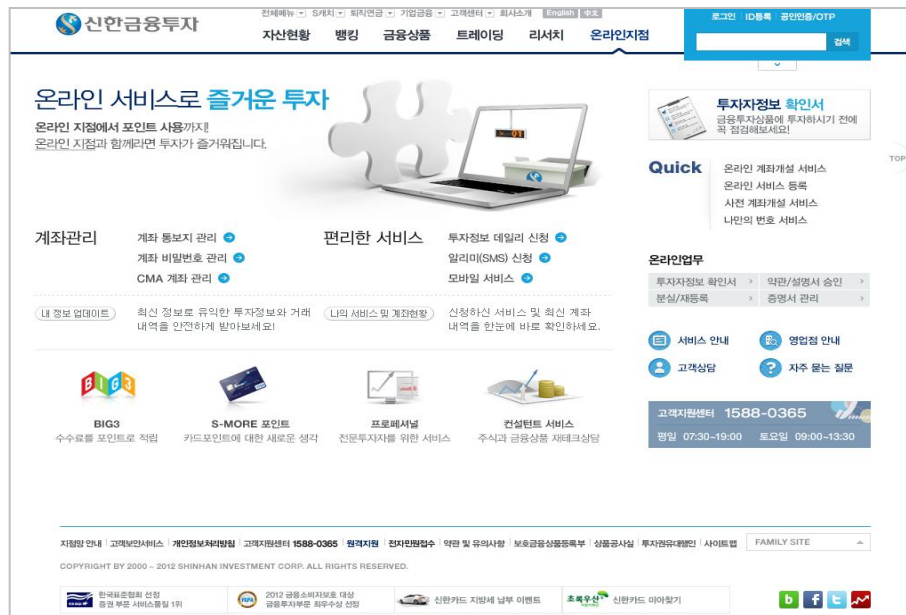 신한금융투자
전체메뉴 S캐치 퇴직연금 기업금융 고객센터 회사소개 English 中文
로그인 ID등록 공인인증/OTP
자산현황 뱅킹 금융상품 트레이딩 리서치 온라인지점
검색
온라인 서비스로 즐거운 투자
온라인 지점에서 포인트 사용까지!
온라인 지점과 함께라면 투자가 즐거워집니다.
01
투자자정보 확인서
금융투자상품에 투자하시기 전에
꼭 점검해보세요!
TOP
Quick
온라인 계좌개설 서비스
온라인 서비스 등록
사전 계좌개설 서비스
나만의 번호 서비스
계좌관리
계좌 통보지 관리
계좌 비밀번호 관리
CMA 계좌 관리
편리한 서비스
투자정보 데일리 신청
알리미(SMS) 신청
모바일 서비스
내 정보 업데이트
최신 정보로 유익한 투자정보와 거래
내역을 안전하게 받아보세요!
나의 서비스 및 계좌현황
신청하신 서비스 및 최신 계좌
내역을 한눈에 바로 확인하세요.
온라인업무
투자자정보 확인서 약관/설명서 승인
분실/재등록 증명서 관리
서비스 안내 영업점 안내
고객상담 자주 묻는 질문
고객지원센터 1588-0365
평일 07:30~19:00 토요일 09:00~13:30
BIG3
BIG3
수수료를 포인트로 적립
S-MORE 포인트
카드포인트에 대한 새로운 생각
프로페셔널
전문투자자를 위한 서비스
컨설턴트 서비스
주식과 금융상품 재테크상담
지점망 안내 고객보안서비스 개인정보처리방침 고객지원센터 1588-0365 원격지원 전자민원접수 약관 및 유의사항 보호금융상품등록부 상품공시실 투자권유대행인 사이트맵
FAMILY SITE
COPYRIGHT BY 2000 ~ 2012 SHINHAN INVESTMENT CORP. ALL RIGHTS RESERVED.
한국표준협회 선정
증권 부문 서비스품질 1위
2012 금융소비자보호 대상
금융투자부문 최우수상 선정
신한카드 지방세 납부 이벤트
초록우산
신한카드 미아찾기
b f t